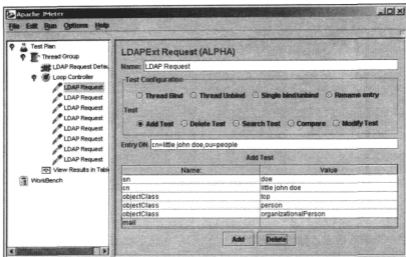 Apache JMeter
File Edit Run Options Help
Test Plan
Thread Group
LDAP Request Defau
Loop Controller
LDAP Request
LDAP Request
LDAP Request
LDAP Request
LDAP Request
LDAP Request
LDAP Request
LDAP Request
View Results in Table
WorkBench
LDAPExt Request (ALPHA)
Name: LDAP Request
Test Configuration
Thread Bind Thread Unbind Single bind/unbind Rename entry
Test
Add Test Delete Test Search Test Compare Modify Test
Entry DN cn=little john doe,ou=people
Add Test
Name: Value
sn doe
cn little john doe
objectClass top
objectClass person
objectClass organizationalPerson
mail
Add Delete